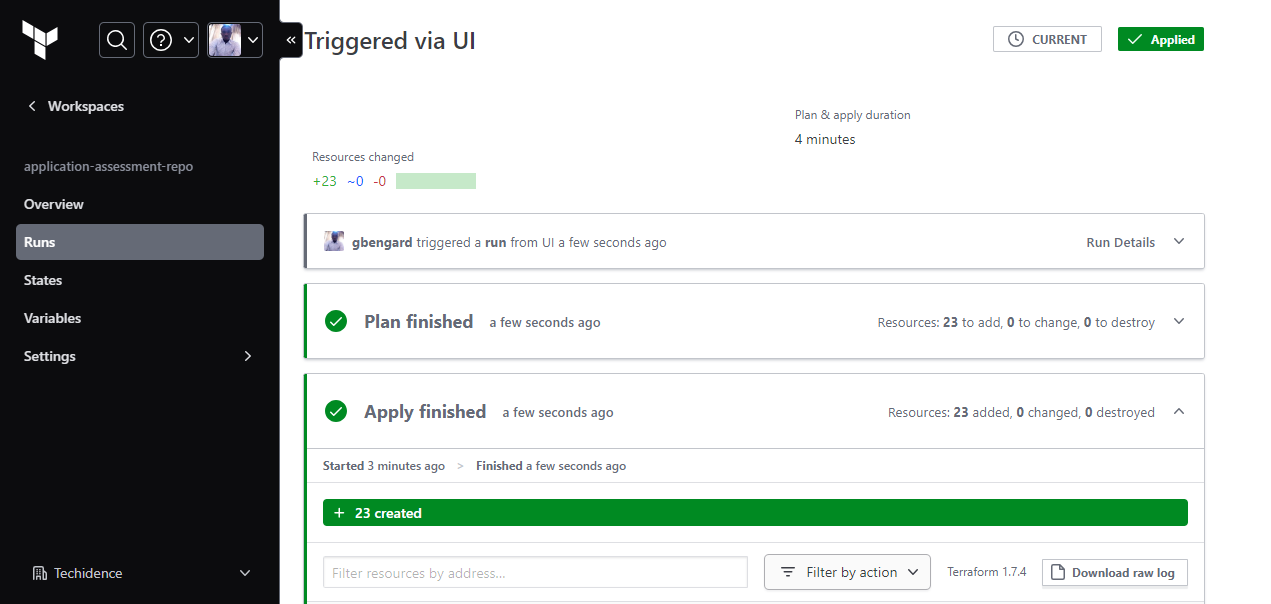 Triggered via UI
CURRENT
Applied
Workspaces
Plan & apply duration
4 minutes
Resources changed
+23 ~0 -0
application-assessment-repo
Overview
Runs
States
Variables
Settings
gbengard triggered a run from UI a few seconds ago
Run Details
Plan finished a few seconds ago
Resources: 23 to add, 0 to change, 0 to destroy
Apply finished a few seconds ago
Resources: 23 added, 0 changed, 0 destroyed
Started 3 minutes ago > Finished a few seconds ago
+ 23 created
Filter resources by address...
Filter by action
Terraform 1.7.4
Download raw log
Techidence